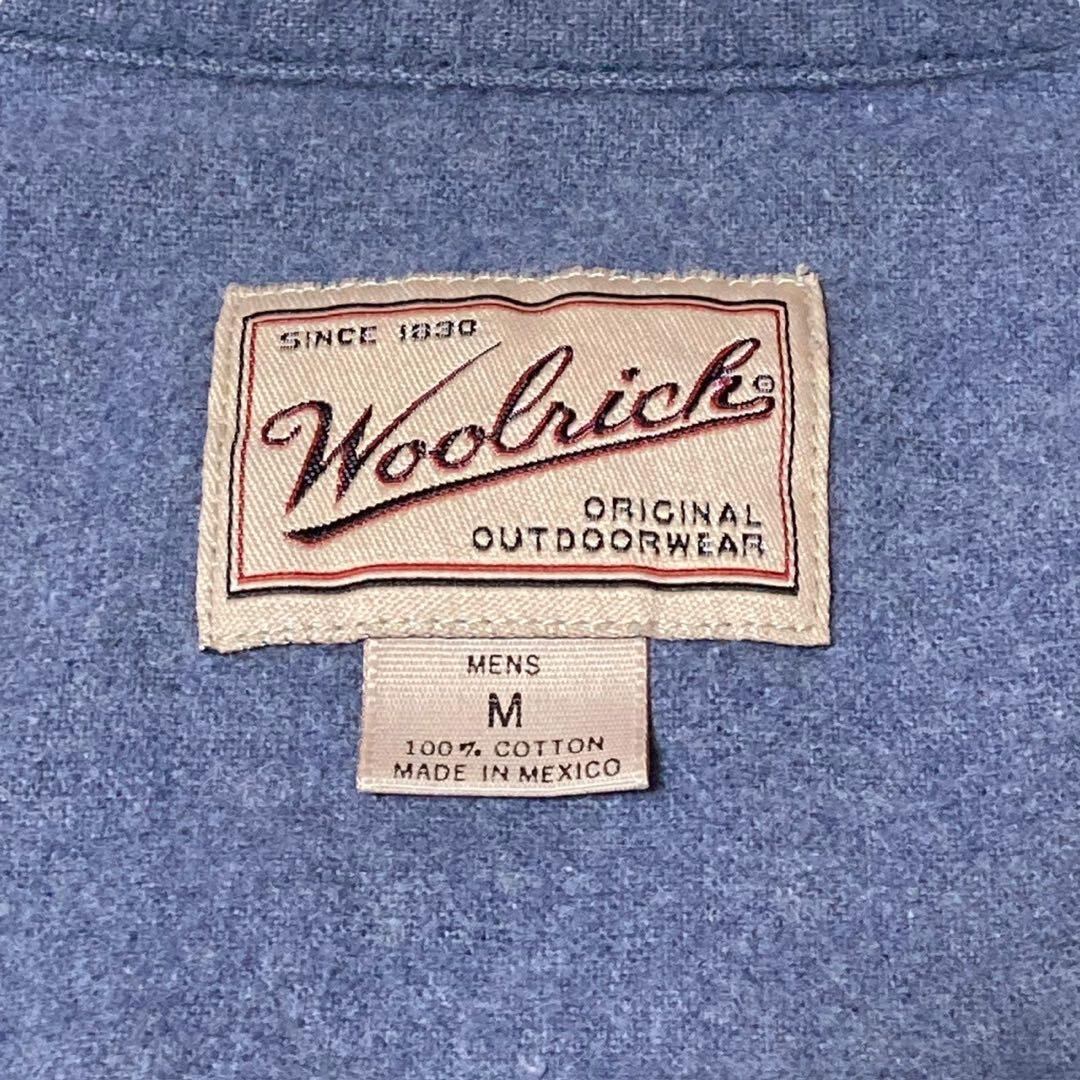 SINCE 1830
Woolrich®
ORIGINAL
OUTDOORWEAR
MENS
M
100% COTTON
MADE IN MEXICO